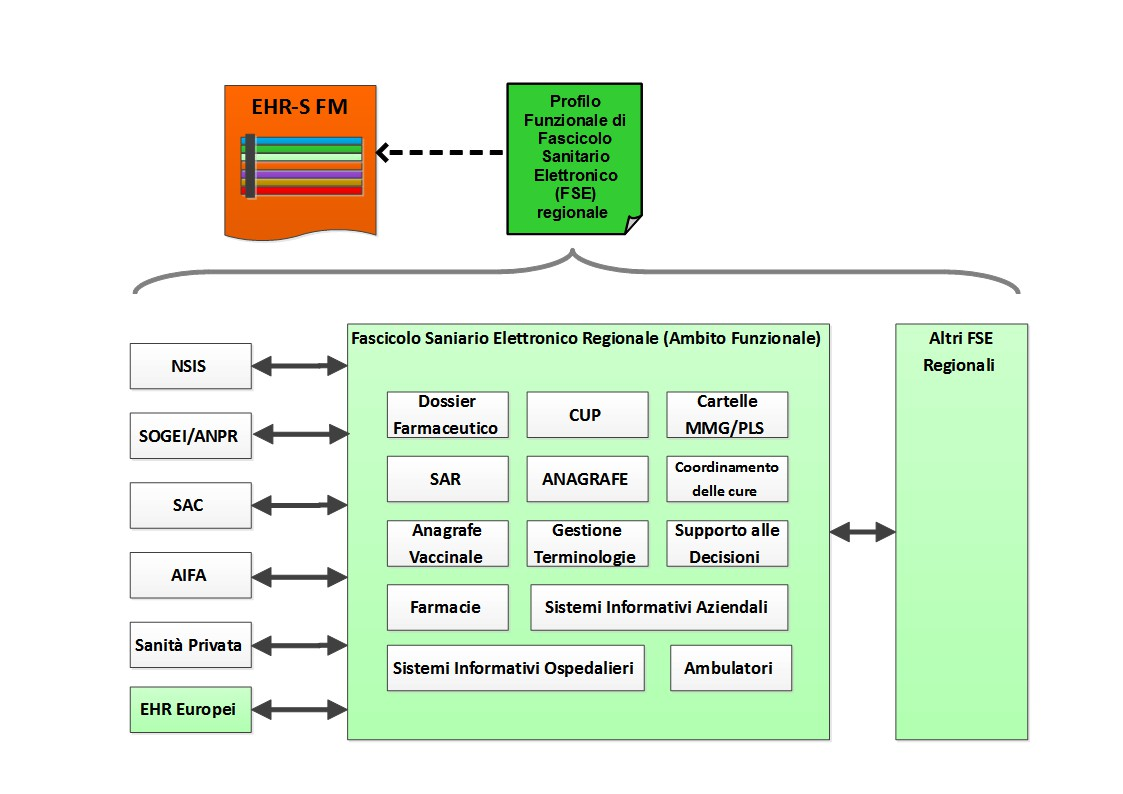 EHR-S FM
Profilo
Funzionale di
Fascicolo
Sanitario
Elettronico
(FSE)
regionale
Fascicolo Saniario Elettronico Regionale (Ambito Funzionale)
Altri FSE
Regionali
NSIS
SOGEI/ANPR
SAC
AIFA
Sanità Privata
EHR Europei
Dossier
Farmaceutico
CUP
Cartelle
MMG/PLS
SAR
ANAGRAFE
Coordinamento
delle cure
Anagrafe
Vaccinale
Gestione
Terminologie
Supporto alle
Decisioni
Farmacie
Sistemi Informativi Aziendali
Sistemi Informativi Ospedalieri
Ambulatori